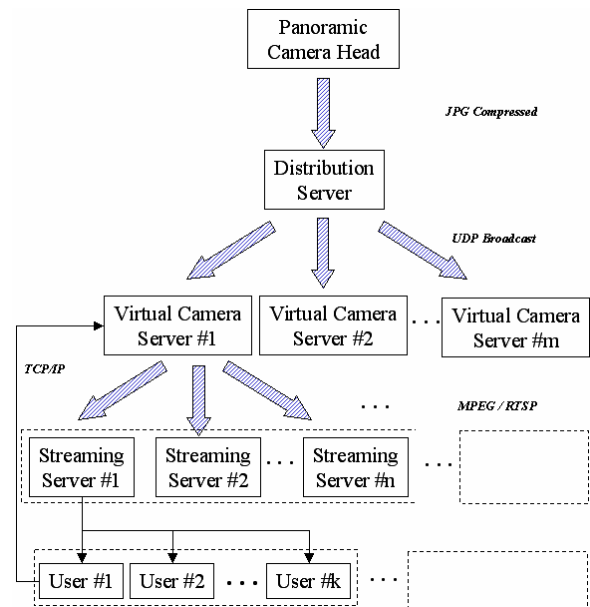 Panoramic
Camera Head
JPG Compressed
Distribution
Server
UDP Broadcast
Virtual Camera
Server #1
Virtual Camera
Server #2
. . .
Virtual Camera
Server #m
TCP/IP
. . .
MPEG / RTSP
Streaming
Server #1
Streaming
Server #2
. . .
Streaming
Server #n
. . .
User #1
User #2
• • •
User #k
. . .